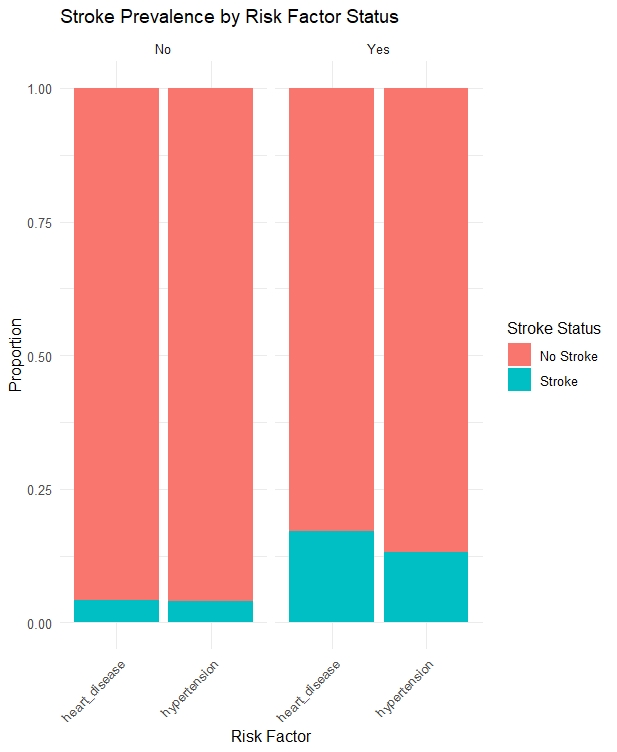 Stroke Prevalence by Risk Factor Status
No
Yes
1.00
0.75
0.50
0.25
0.00
Proportion
heart_disease
hypertension
heart_disease
hypertension
Risk Factor
Stroke Status
No Stroke
Stroke